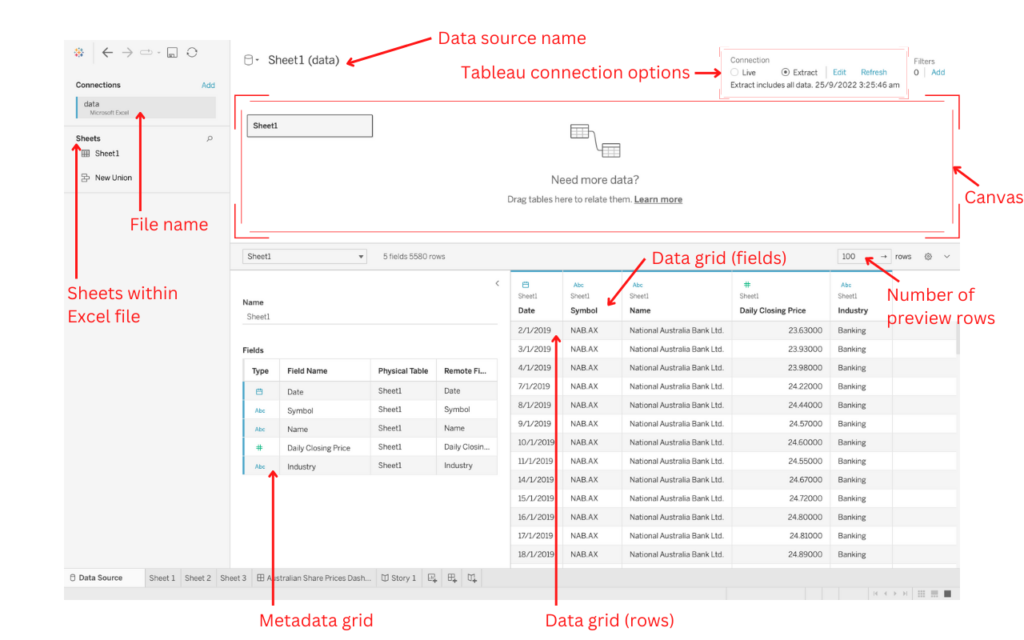 Data source name
Sheet1 (data)
Tableau connection options
Connection
Live Extract Edit Refresh
Extract includes all data. 25/9/2022 3:25:46 am
Filters
0 Add
Connections Add
data
Microsoft Excel
Sheets
Sheet1
New Union
File name
Sheets within
Excel file
Sheet1
Need more data?
Drag tables here to relate them. Learn more
Canvas
Sheet1 5 fields 5580 rows
100 → rows
Data grid (fields)
Number of
preview rows
Name
Sheet1
Fields
Type Field Name Physical Table Remote Fi...
Date Sheet1 Date
Abc Symbol Sheet1 Symbol
Abc Name Sheet1 Name
# Daily Closing Price Sheet1 Daily Closin...
Abc Industry Sheet1 Industry
Abc Abc # Abc
Sheet1 Sheet1 Sheet1 Sheet1 Sheet1
Date Symbol Name Daily Closing Price Industry
2/1/2019 NAB.AX National Australia Bank Ltd. 23.63000 Banking
3/1/2019 NAB.AX National Australia Bank Ltd. 23.93000 Banking
4/1/2019 NAB.AX National Australia Bank Ltd. 23.98000 Banking
7/1/2019 NAB.AX National Australia Bank Ltd. 24.22000 Banking
8/1/2019 NAB.AX National Australia Bank Ltd. 24.44000 Banking
9/1/2019 NAB.AX National Australia Bank Ltd. 24.57000 Banking
10/1/2019 NAB.AX National Australia Bank Ltd. 24.60000 Banking
11/1/2019 NAB.AX National Australia Bank Ltd. 24.55000 Banking
14/1/2019 NAB.AX National Australia Bank Ltd. 24.67000 Banking
15/1/2019 NAB.AX National Australia Bank Ltd. 24.72000 Banking
16/1/2019 NAB.AX National Australia Bank Ltd. 24.80000 Banking
17/1/2019 NAB.AX National Australia Bank Ltd. 24.81000 Banking
18/1/2019 NAB.AX National Australia Bank Ltd. 24.89000 Banking
Data Source Sheet 1 Sheet 2 Sheet 3 Australian Share Prices Dash... Story 1
Metadata grid
Data grid (rows)